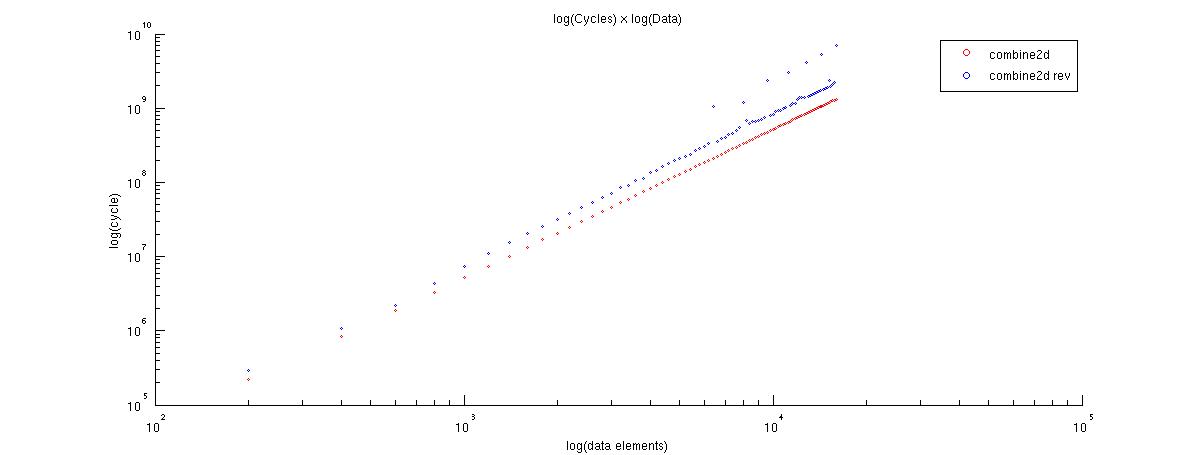 log(Cycles) × log(Data)
10^10
10^9
10^8
10^7
10^6
10^5
log(cycle)
combine2d
combine2d rev
10^2
10^3
10^4
10^5
log(data elements)